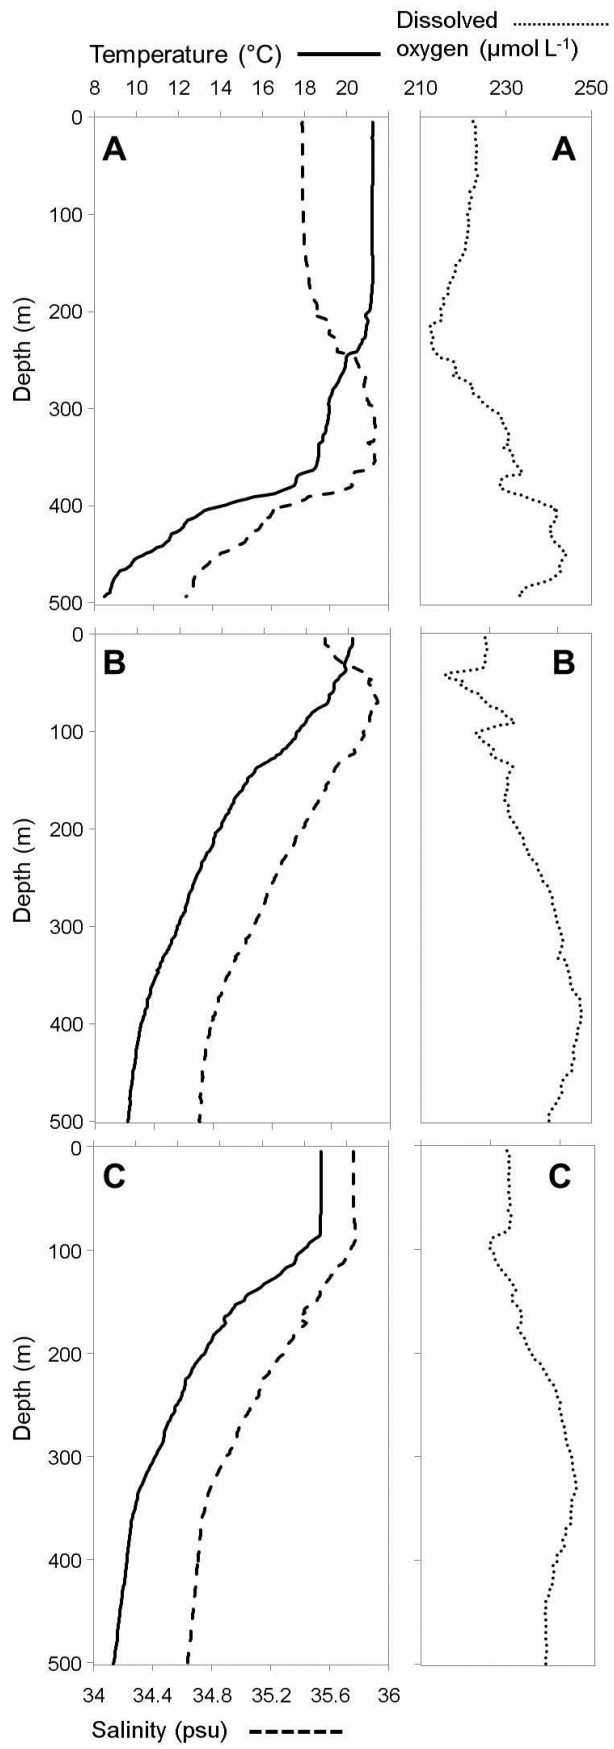 Dissolved
Temperature (°C) oxygen (µmol L⁻¹)
8 10 12 14 16 18 20 210 230 250
0
A A
100
200
Depth (m)
300
400
500
0
B B
100
200
Depth (m)
300
400
500
0
C C
100
200
Depth (m)
300
400
500
34 34.4 34.8 35.2 35.6 36
Salinity (psu)